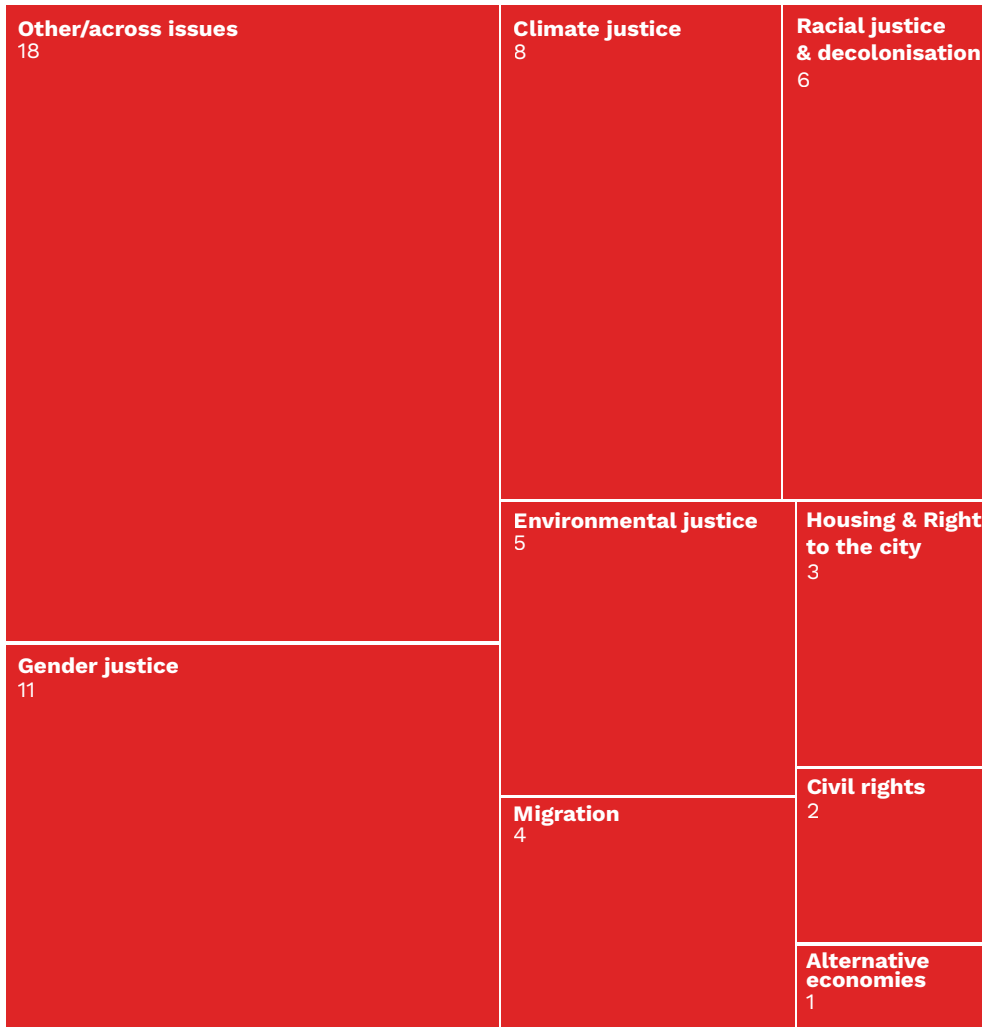 Other/across issues
18
Climate justice
8
Racial justice
& decolonisation
6
Environmental justice
5
Housing & Right
to the city
3
Gender justice
11
Migration
4
Civil rights
2
Alternative
economies
1